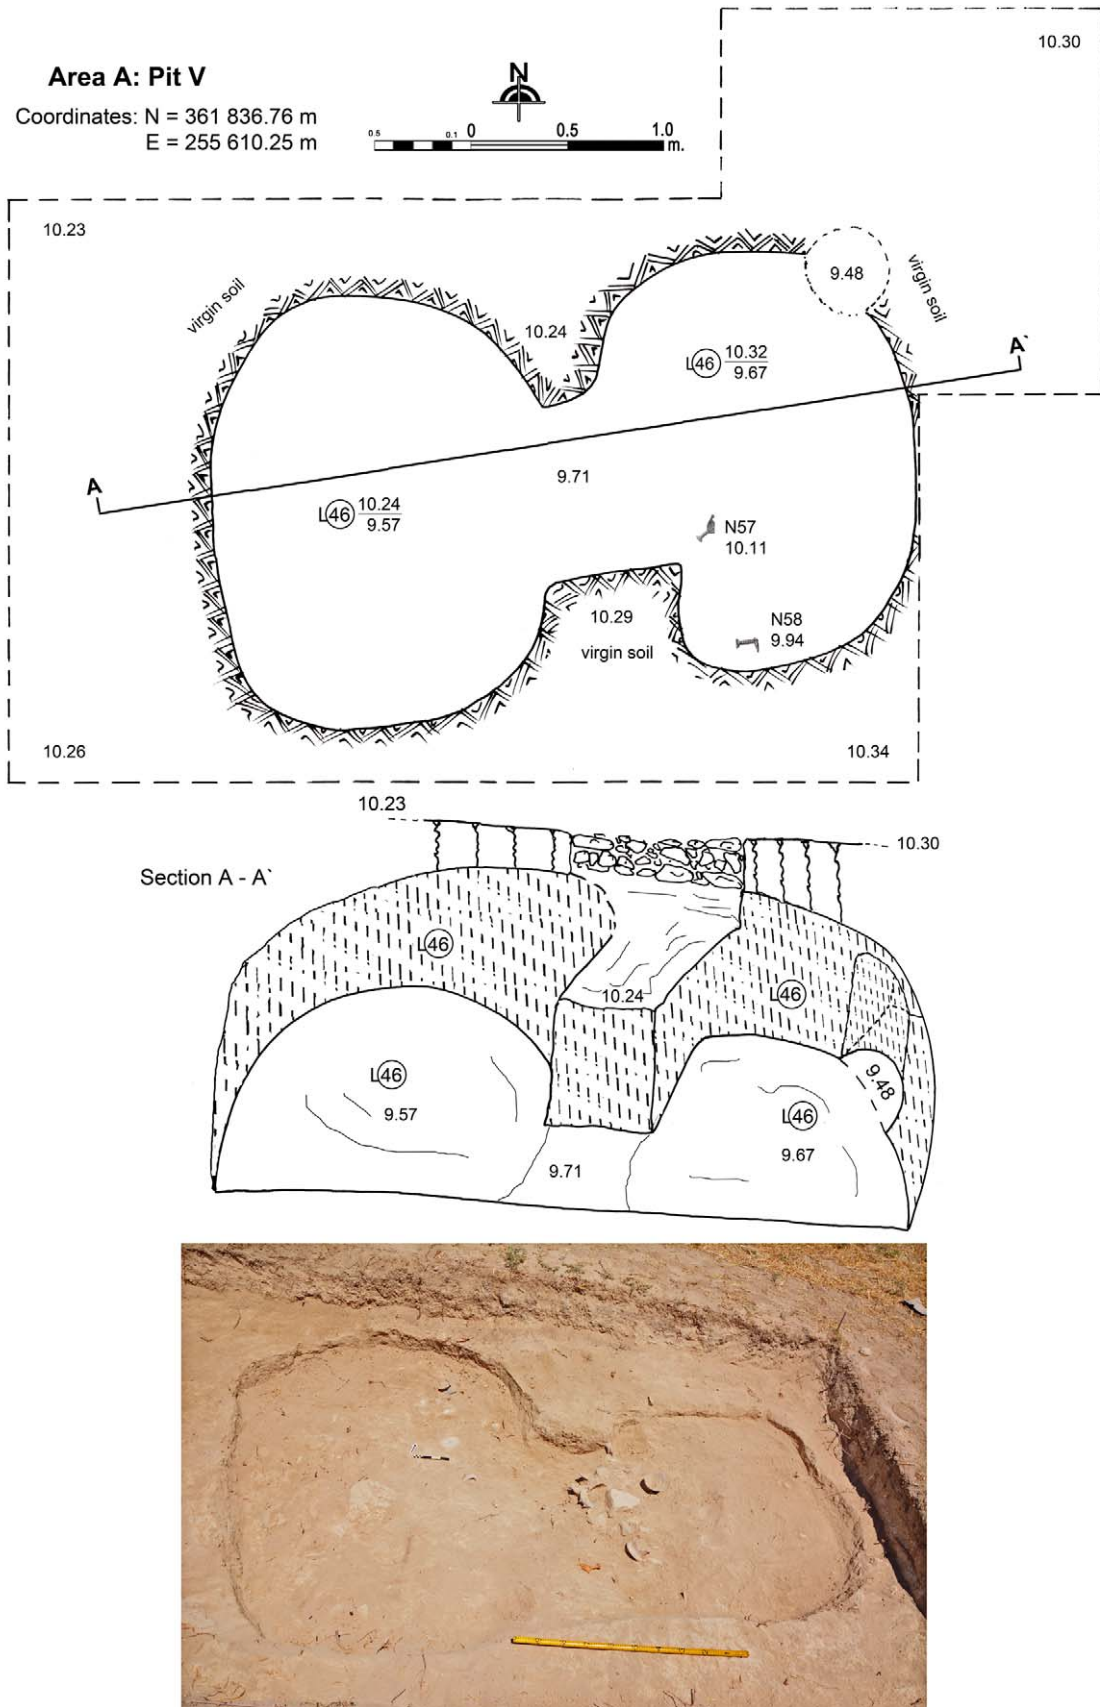 10.30
Area A: Pit V
N
Coordinates: N = 361 836.76 m
E = 255 610.25 m
0.5 0.1 0 0.5 1.0
m.
10.23
virgin soil
10.24
9.48
virgin soil
L46 10.32
9.67
A`
A
9.71
L46 10.24
9.57
N57
10.11
10.29
virgin soil
N58
9.94
10.26
10.34
10.23
10.30
Section A - A`
L46
10.24
L46
L46
9.57
9.48
L46
9.67
9.71